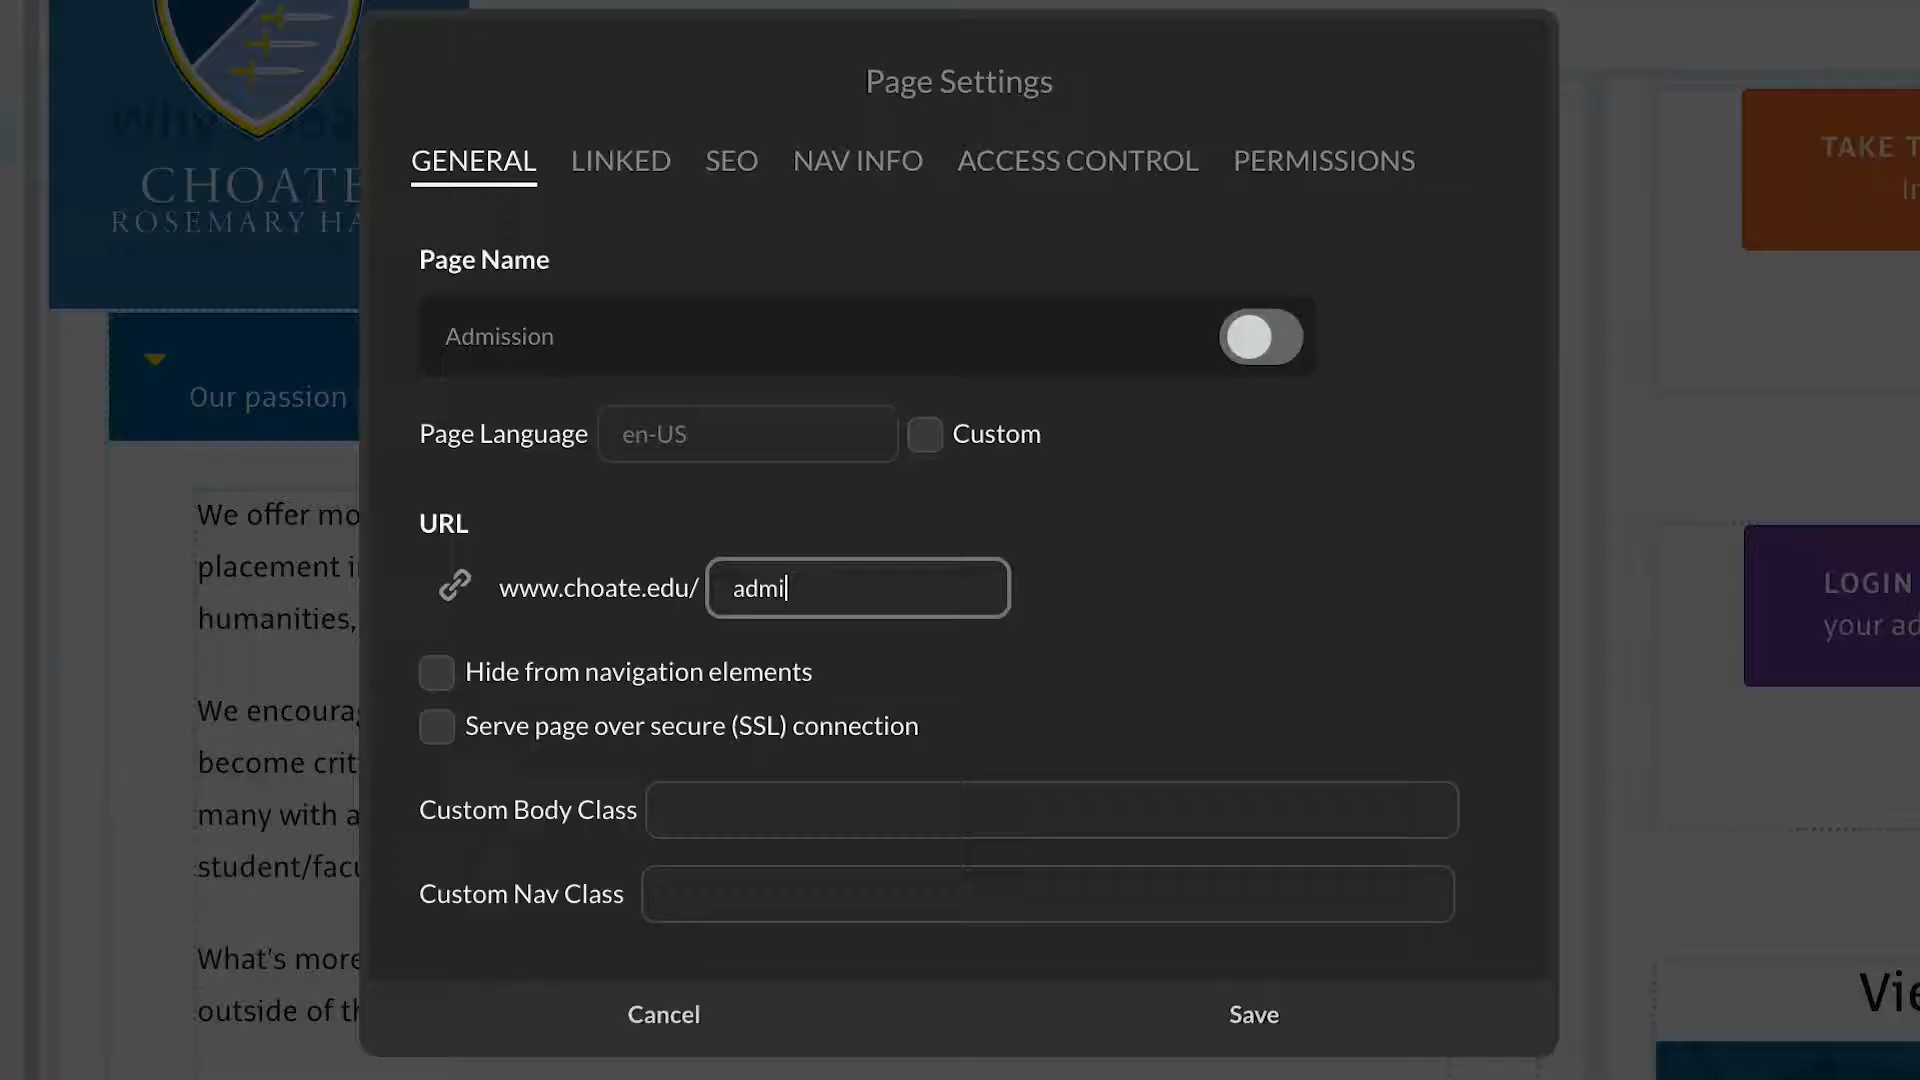 CHOATE
ROSEMARY HA
Our passion
We offer mo
placement i
humanities,
We encoura
become crit
many with a
student/facu
What's more
outside of th
Page Settings
GENERAL LINKED SEO NAV INFO ACCESS CONTROL PERMISSIONS
Page Name
Admission
Page Language en-US Custom
URL
www.choate.edu/ admi
Hide from navigation elements
Serve page over secure (SSL) connection
Custom Body Class
Custom Nav Class
Cancel Save
TAKE T
In
LOGIN
your ad
Vie